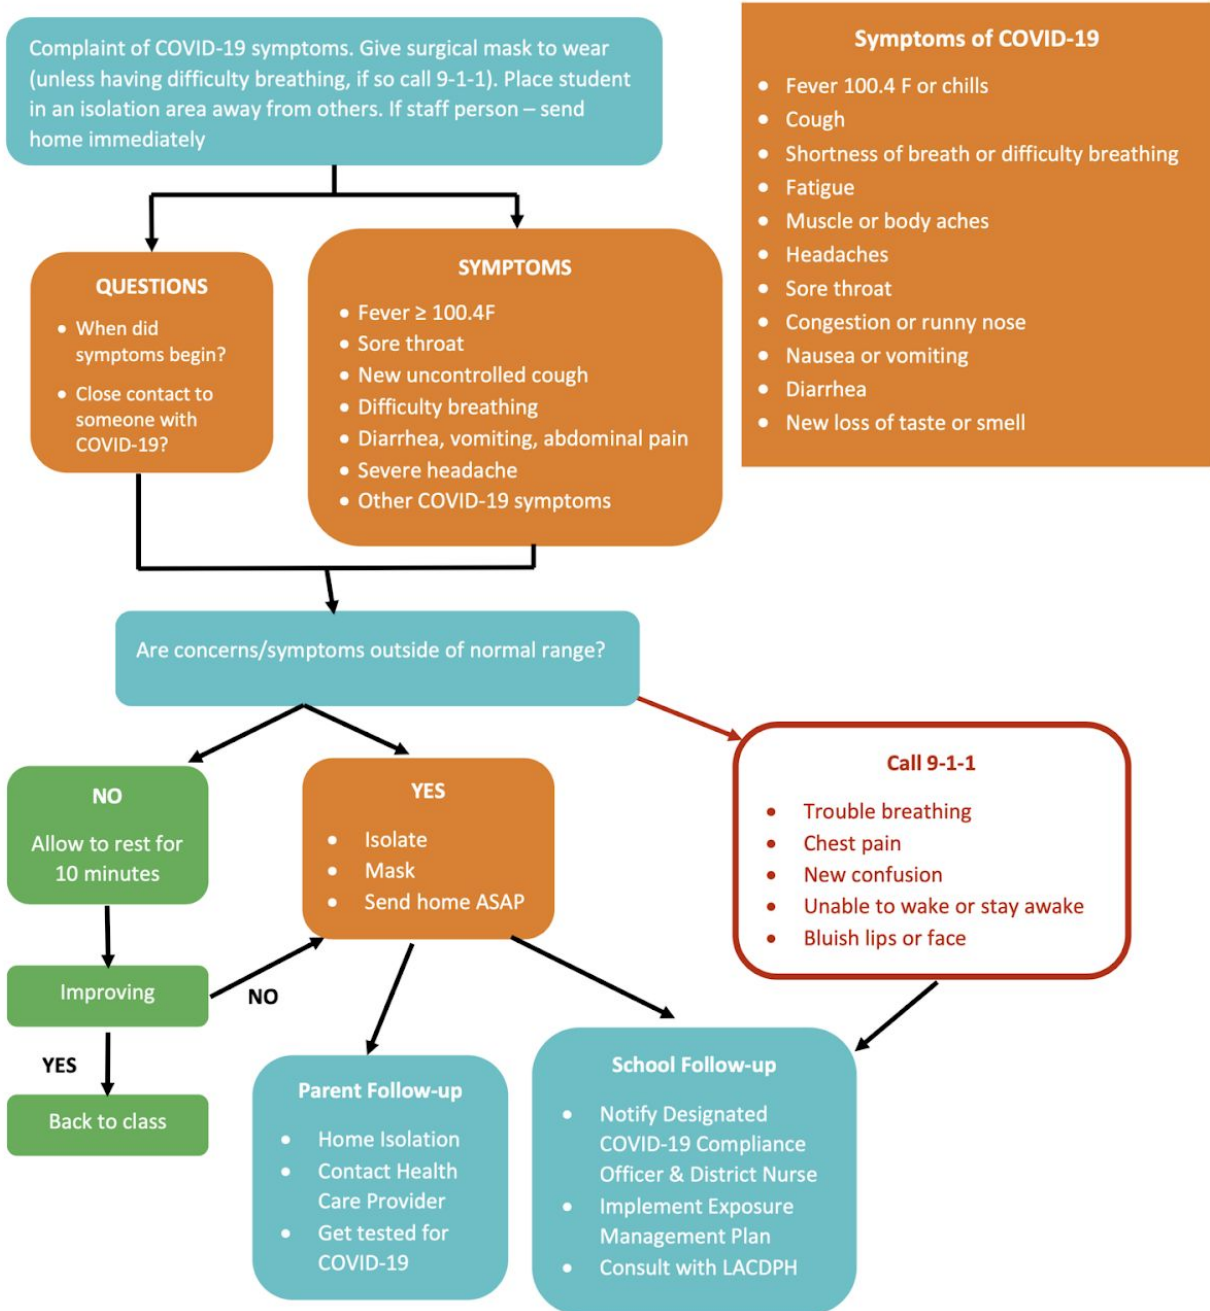 Complaint of COVID-19 symptoms. Give surgical mask to wear
(unless having difficulty breathing, if so call 9-1-1). Place student
in an isolation area away from others. If staff person – send
home immediately
Symptoms of COVID-19
• Fever 100.4 F or chills
• Cough
• Shortness of breath or difficulty breathing
• Fatigue
• Muscle or body aches
• Headaches
• Sore throat
• Congestion or runny nose
• Nausea or vomiting
• Diarrhea
• New loss of taste or smell
QUESTIONS
• When did
symptoms begin?
• Close contact to
someone with
COVID-19?
SYMPTOMS
• Fever ≥ 100.4F
• Sore throat
• New uncontrolled cough
• Difficulty breathing
• Diarrhea, vomiting, abdominal pain
• Severe headache
• Other COVID-19 symptoms
Are concerns/symptoms outside of normal range?
NO
Allow to rest for
10 minutes
YES
• Isolate
• Mask
• Send home ASAP
Call 9-1-1
• Trouble breathing
• Chest pain
• New confusion
• Unable to wake or stay awake
• Bluish lips or face
Improving
NO
YES
Back to class
Parent Follow-up
• Home Isolation
• Contact Health
Care Provider
• Get tested for
COVID-19
School Follow-up
• Notify Designated
COVID-19 Compliance
Officer & District Nurse
• Implement Exposure
Management Plan
• Consult with LACDPH